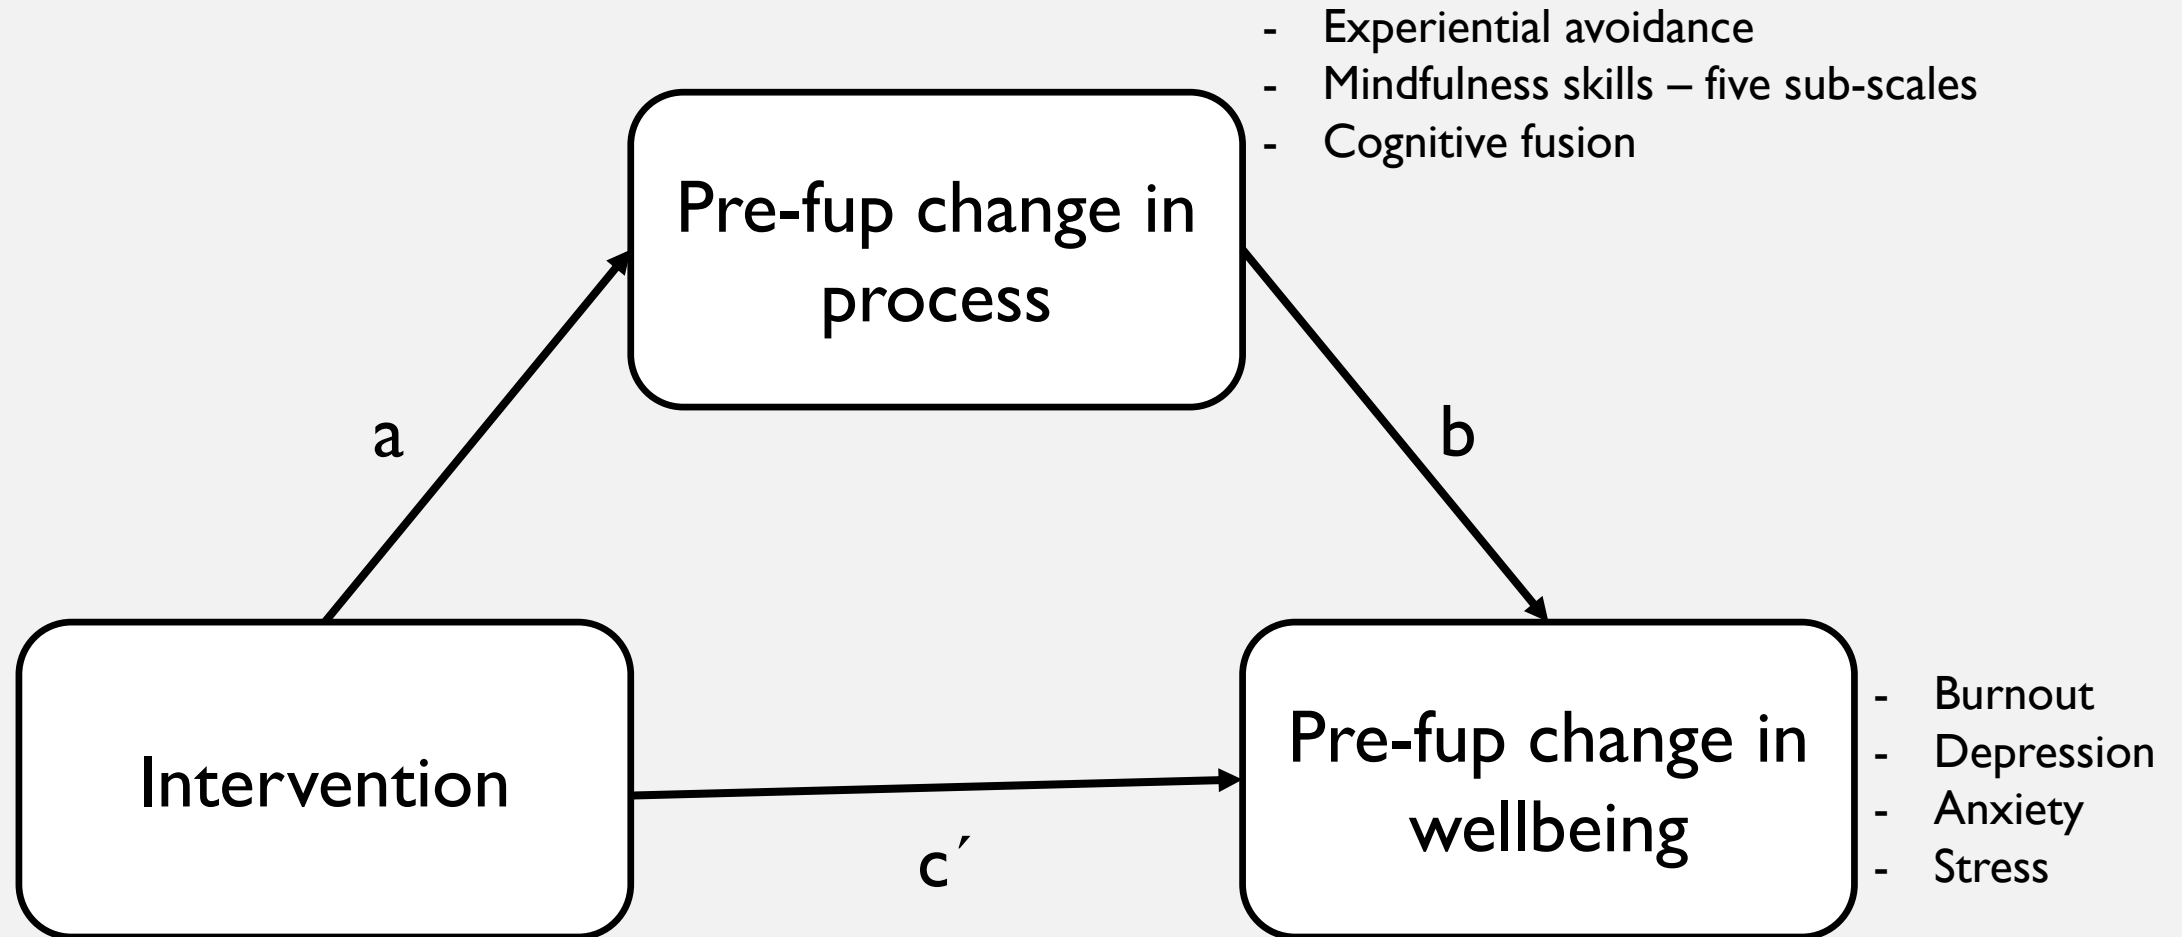 - Experiential avoidance
- Mindfulness skills – five sub-scales
- Cognitive fusion
Pre-fup change in
process
a
b
Intervention
c´
Pre-fup change in
wellbeing
- Burnout
- Depression
- Anxiety
- Stress